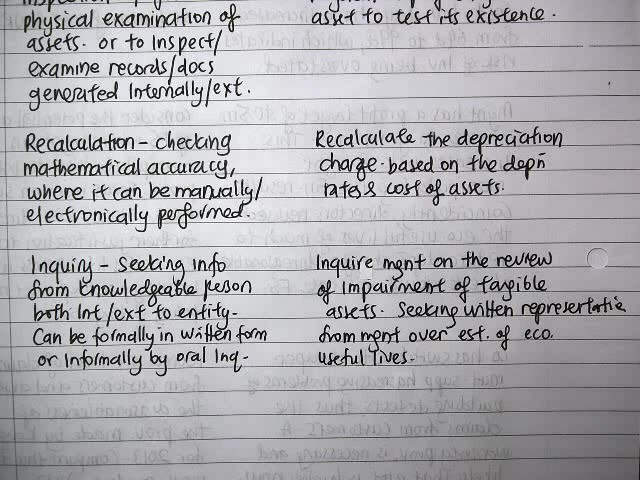 physical examination of
assets. or to inspect/
examine records/docs
generated internally/ext.
asset to test its existence.
Recalculation - checking
mathematical accuracy,
where it can be manually/
electronically performed.
Recalculate the depreciation
charge based on the depn
rates & cost of assets.
Inquiry - Seeking info
from knowledgeable person
both Int/ext to entity.
Can be formally in written form
or informally by oral Inq-
Inquire mgnt on the review
of impairment of tangible
assets. Seeking written representatio
from mgnt over est. of eco.
useful lives.